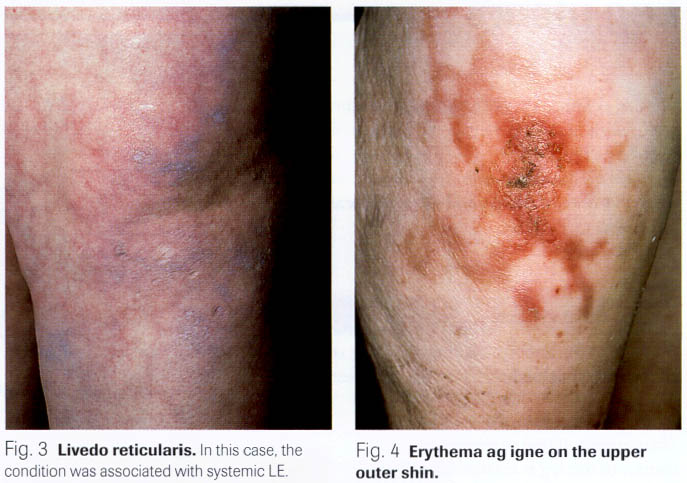 Fig. 3 Livedo reticularis. In this case, the
condition was associated with systemic LE.
Fig. 4 Erythema ag igne on the upper
outer shin.